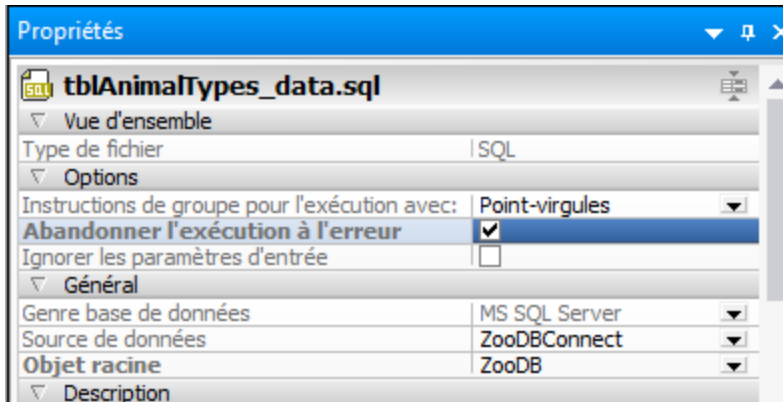 Propriétés
tblAnimalTypes_data.sql
Vue d'ensemble
Type de fichier SQL
Options
Instructions de groupe pour l'exécution avec: Point-virgules
Abandonner l'exécution à l'erreur
Ignorer les paramètres d'entrée
Général
Genre base de données MS SQL Server
Source de données ZooDBConnect
Objet racine ZooDB
Description